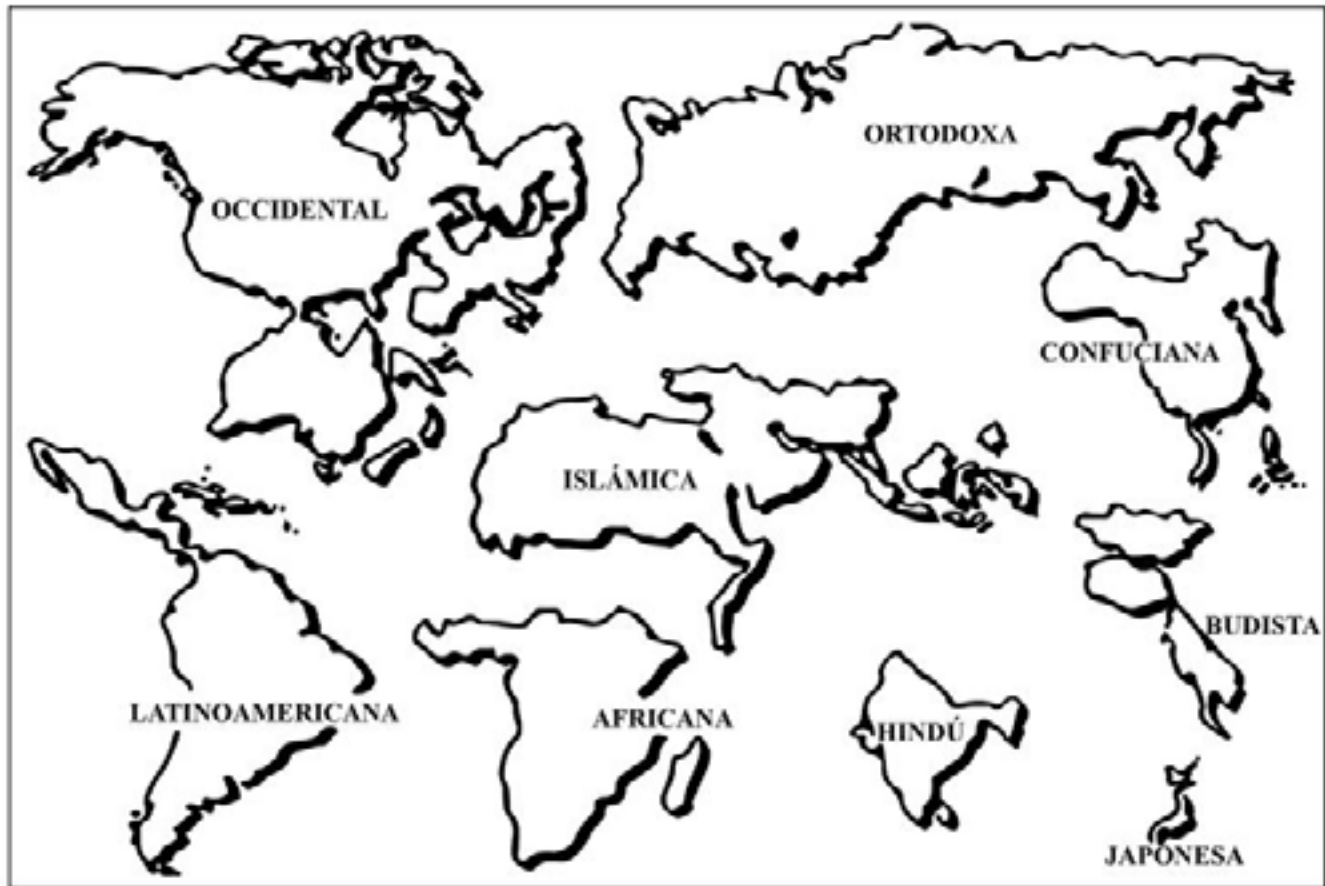 ORTODOXA
OCCIDENTAL
CONFUCIANA
ISLÁMICA
BUDISTA
LATINOAMERICANA
AFRICANA
HINDÚ
JAPONESA